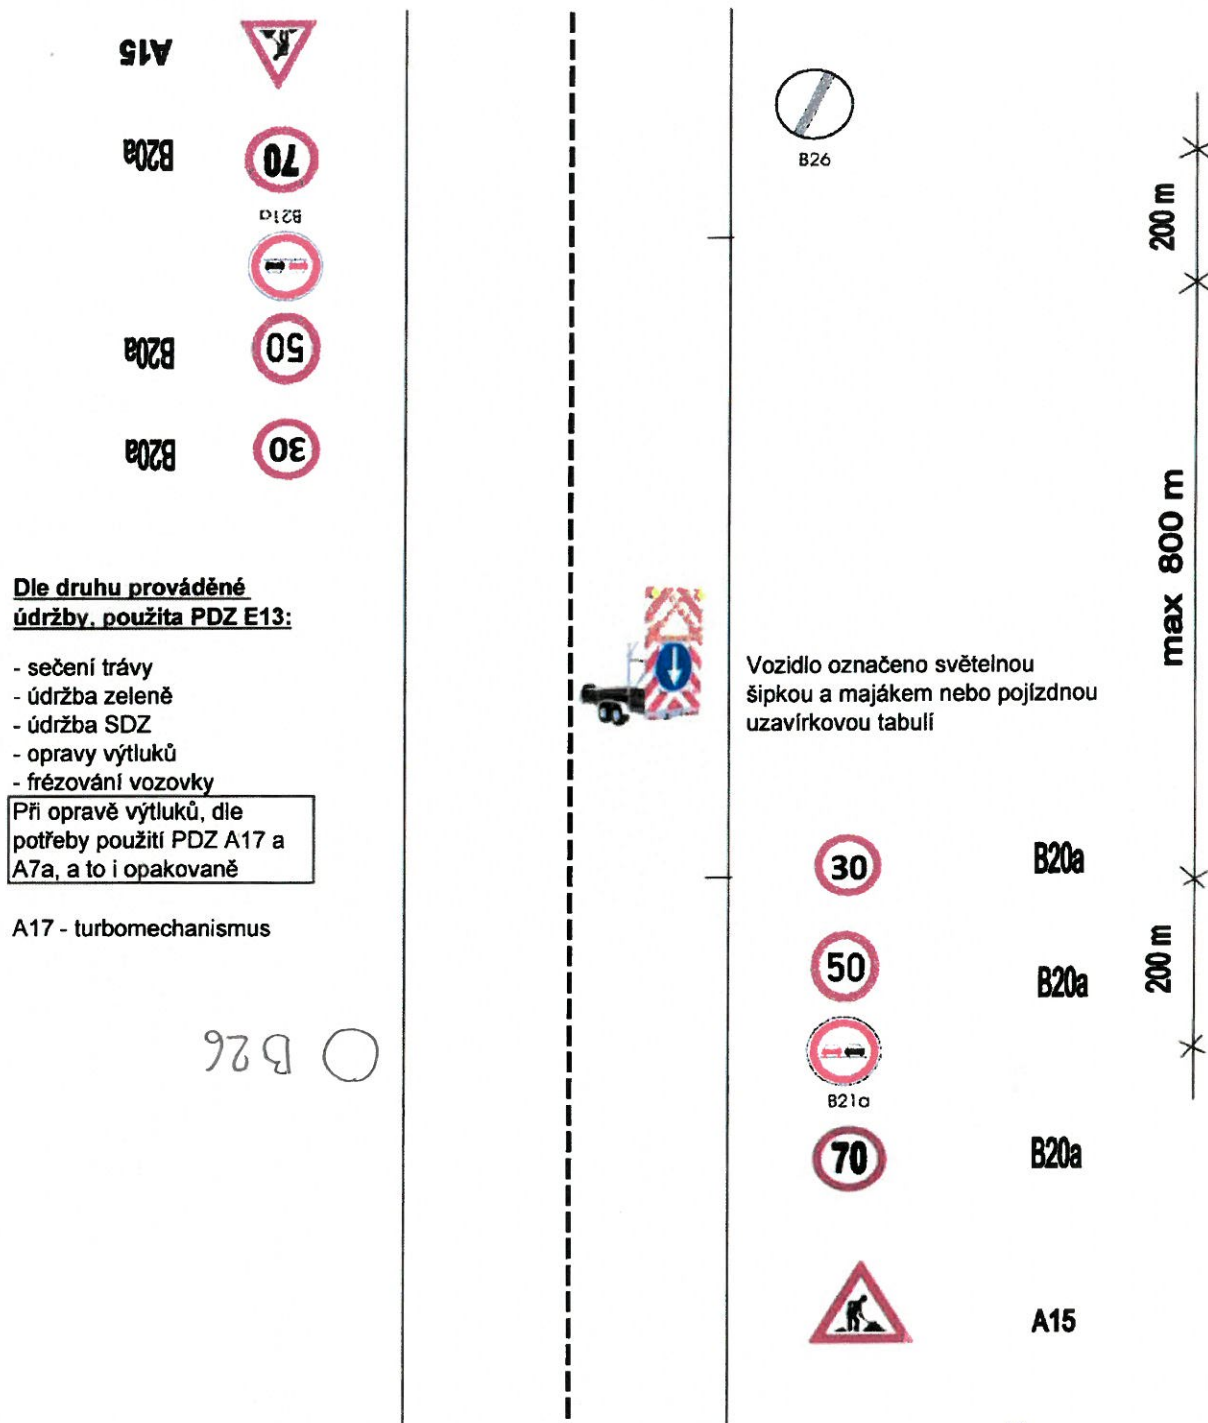 A15
B20a
70
B21a
B20a
50
B20a
30
B26
200 m
max 800 m
Dle druhu prováděné
údržby, použita PDZ E13:
- sečení trávy
- údržba zeleně
- údržba SDZ
- opravy výtluků
- frézování vozovky
Při opravě výtluků, dle
potřeby použití PDZ A17 a
A7a, a to i opakovaně
A17 - turbomechanismus
B26
Vozidlo označeno světelnou
šipkou a majákem nebo pojízdnou
uzavírkovou tabulí
30
B20a
50
B20a
200 m
B21a
70
B20a
A15